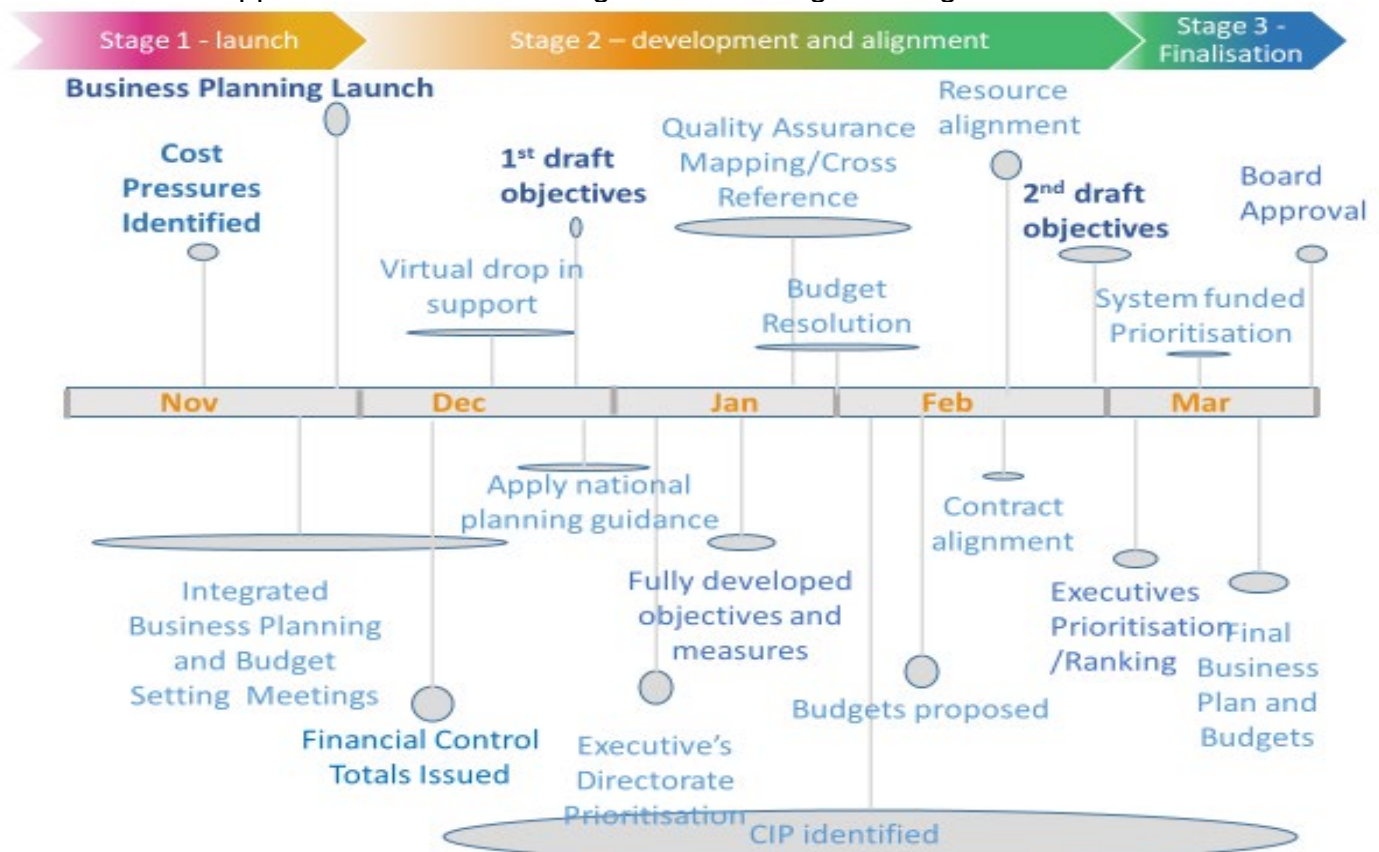 Stage 1 - launch
Stage 2 – development and alignment
Stage 3 -
Finalisation
Business Planning Launch
Cost
Pressures
Identified
1st draft
objectives
Virtual drop in
support
Quality Assurance
Mapping/Cross
Reference
Budget
Resolution
Resource
alignment
2nd draft
objectives
Board
Approval
System funded
Prioritisation
Nov
Dec
Jan
Feb
Mar
Apply national
planning guidance
Integrated
Business Planning
and Budget
Setting Meetings
Financial Control
Totals Issued
Fully developed
objectives and
measures
Executive's
Directorate
Prioritisation
Contract
alignment
Budgets proposed
Executives
Prioritisation
/Ranking
Final
Business
Plan and
Budgets
CIP identified